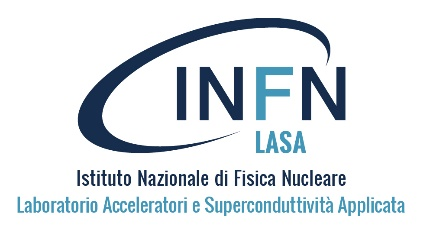 INFN
LASA
Istituto Nazionale di Fisica Nucleare
Laboratorio Acceleratori e Superconduttività Applicata